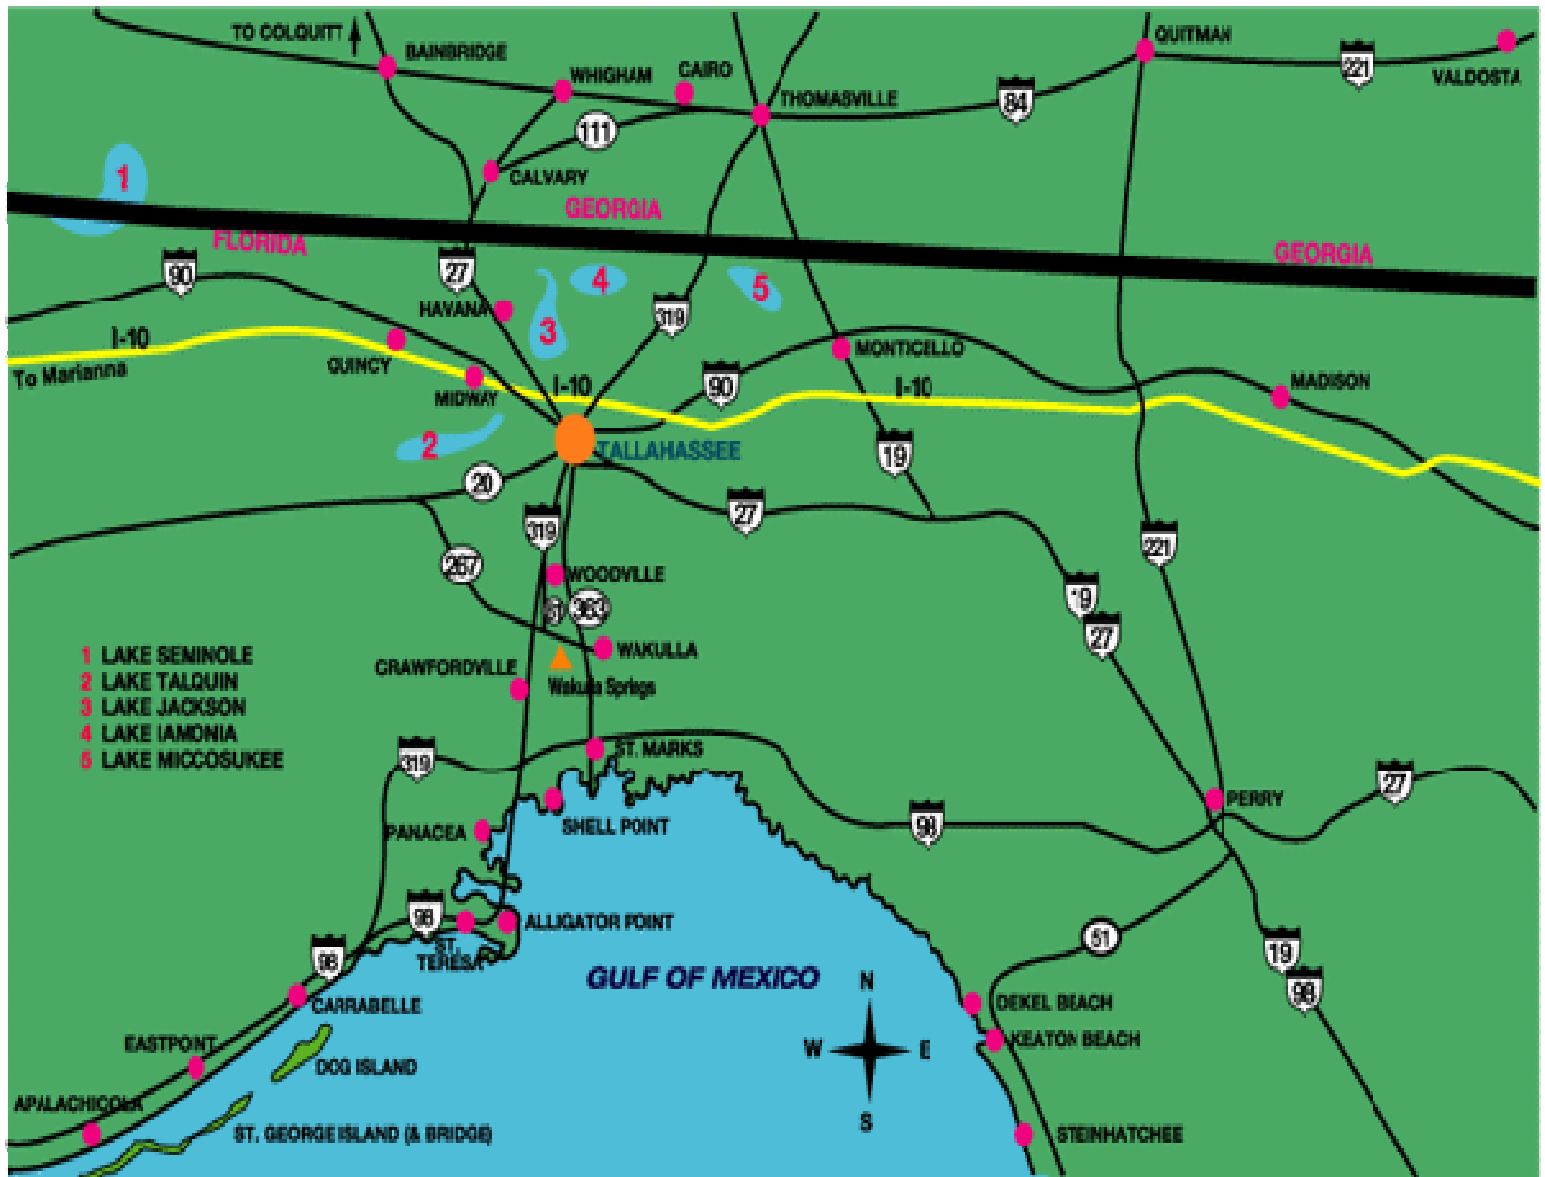 TO COLQUITT
BAINBRIDGE
QUITMAN
WHIGHAM
CAIRO
221
VALDOSTA
THOMASVILLE
84
111
1
CALVARY
GEORGIA
FLORIDA
GEORGIA
90
27
4
5
HAVANA
319
3
I-10
To Marianna
QUINCY
MONTICELLO
90
I-10
I-10
MADISON
MIDWAY
2
TALLAHASSEE
19
20
27
319
221
267
WOODVILLE
61
363
19
27
WAKULLA
1 LAKE SEMINOLE
2 LAKE TALQUIN
3 LAKE JACKSON
4 LAKE IAMONIA
5 LAKE MICCOSUKEE
CRAWFORDVILLE
Wakulla Springs
319
ST. MARKS
27
PERRY
98
SHELL POINT
PANACEA
98
ALLIGATOR POINT
ST.
TERESA
98
51
19
98
GULF OF MEXICO
N
W
E
S
CARRABELLE
DEKEL BEACH
KEATON BEACH
EASTPOINT
DOG ISLAND
APALACHICOLA
ST. GEORGE ISLAND (& BRIDGE)
STEINHATCHEE